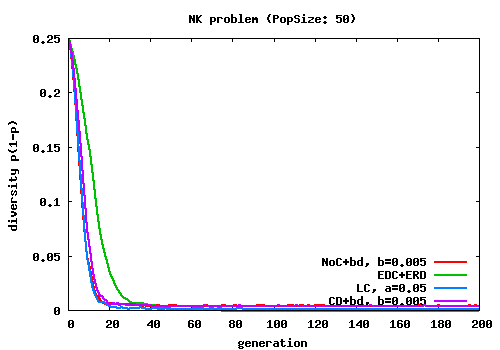 NK problem (PopSize: 50)
0.25
0.2
0.15
0.1
0.05
0
diversity p(1-p)
NoC+bd, b=0.005
EDC+ERD
LC, a=0.05
CD+bd, b=0.005
0 20 40 60 80 100 120 140 160 180 200
generation